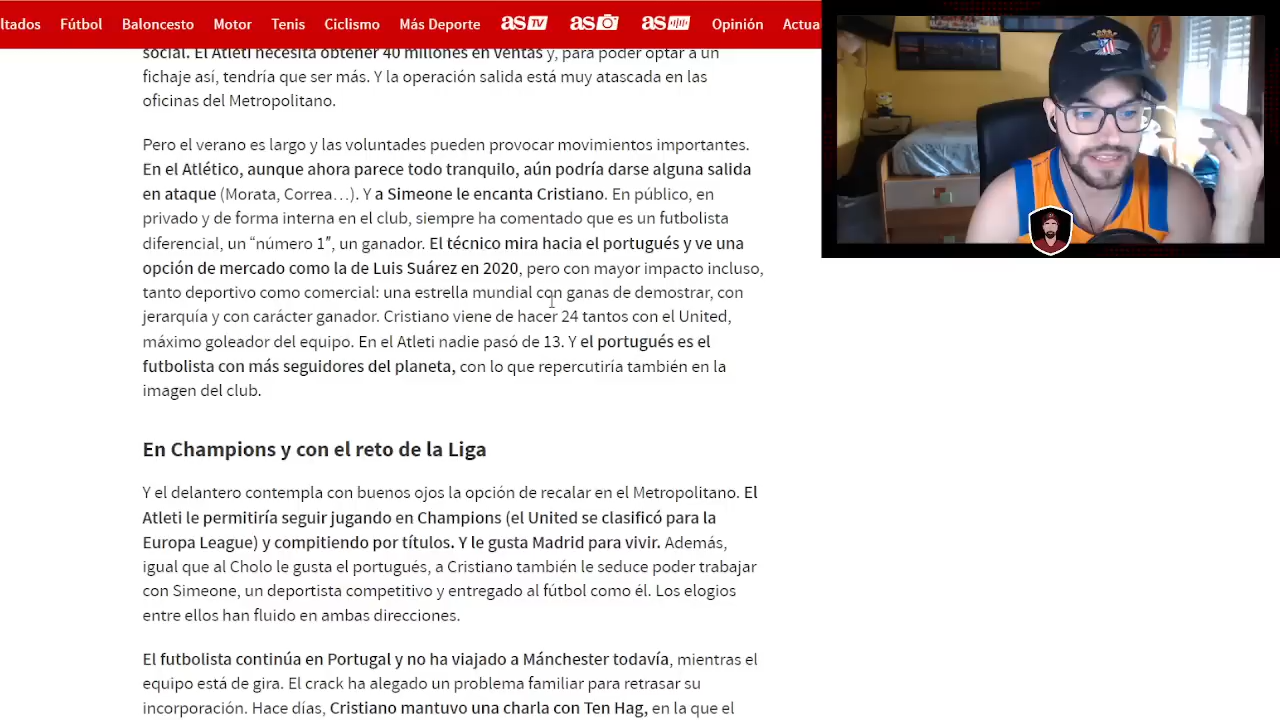 ltados Fútbol Baloncesto Motor Tenis Ciclismo Más Deporte as TV as as Opinión Actua
social. El Atleti necesita obtener 40 millones en ventas y, para poder optar a un
fichaje así, tendría que ser más. Y la operación salida está muy atascada en las
oficinas del Metropolitano.
Pero el verano es largo y las voluntades pueden provocar movimientos importantes.
En el Atlético, aunque ahora parece todo tranquilo, aún podría darse alguna salida
en ataque (Morata, Correa…). Y a Simeone le encanta Cristiano. En público, en
privado y de forma interna en el club, siempre ha comentado que es un futbolista
diferencial, un “número 1″, un ganador. El técnico mira hacia el portugués y ve una
opción de mercado como la de Luis Suárez en 2020, pero con mayor impacto incluso,
tanto deportivo como comercial: una estrella mundial con ganas de demostrar, con
jerarquía y con carácter ganador. Cristiano viene de hacer 24 tantos con el United,
máximo goleador del equipo. En el Atleti nadie pasó de 13. Y el portugués es el
futbolista con más seguidores del planeta, con lo que repercutiría también en la
imagen del club.
En Champions y con el reto de la Liga
Y el delantero contempla con buenos ojos la opción de recalar en el Metropolitano. El
Atleti le permitiría seguir jugando en Champions (el United se clasificó para la
Europa League) y compitiendo por títulos. Y le gusta Madrid para vivir. Además,
igual que al Cholo le gusta el portugués, a Cristiano también le seduce poder trabajar
con Simeone, un deportista competitivo y entregado al fútbol como él. Los elogios
entre ellos han fluido en ambas direcciones.
El futbolista continúa en Portugal y no ha viajado a Mánchester todavía, mientras el
equipo está de gira. El crack ha alegado un problema familiar para retrasar su
incorporación. Hace días, Cristiano mantuvo una charla con Ten Hag, en la que el